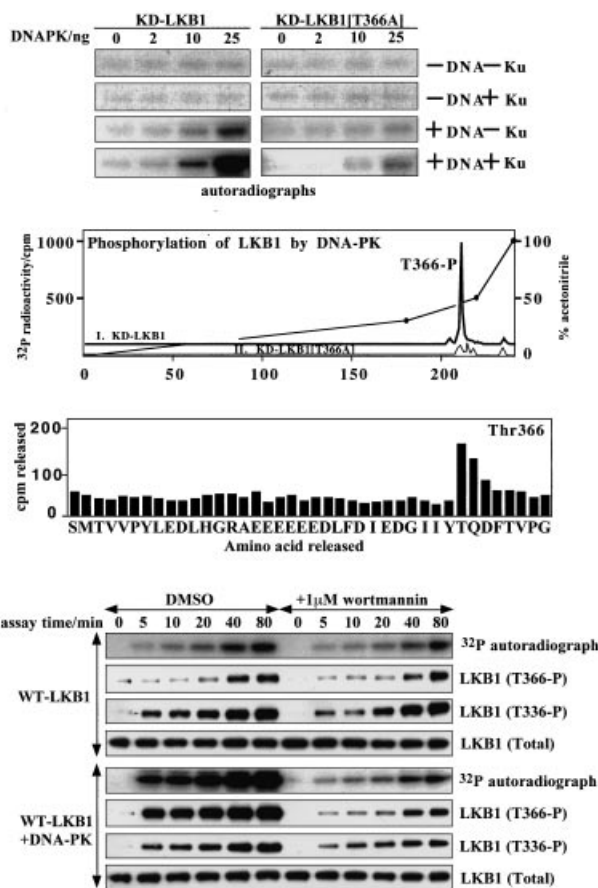 KD-LKB1 KD-LKB1[T366A]
DNAPK/ng 0 2 10 25 0 2 10 25
−DNA−Ku
−DNA+Ku
+DNA−Ku
+DNA+Ku
autoradiographs
1000 Phosphorylation of LKB1 by DNA-PK 100
T366-P
500 50
32P radioactivity/cpm
% acetonitrile
I. KD-LKB1
II. KD-LKB1[T366A]
0
0 50 100 150 200
200 Thr366
100
0
cpm released
SMTVVPYLEDLHGRAEEEEEEDLFDIEDGIIYTQDFTVPG
Amino acid released
DMSO +1μM wortmannin
assay time/min 0 5 10 20 40 80 0 5 10 20 40 80
32P autoradiograph
WT-LKB1
LKB1 (T366-P)
LKB1 (T336-P)
LKB1 (Total)
32P autoradiograph
WT-LKB1
+DNA-PK
LKB1 (T366-P)
LKB1 (T336-P)
LKB1 (Total)